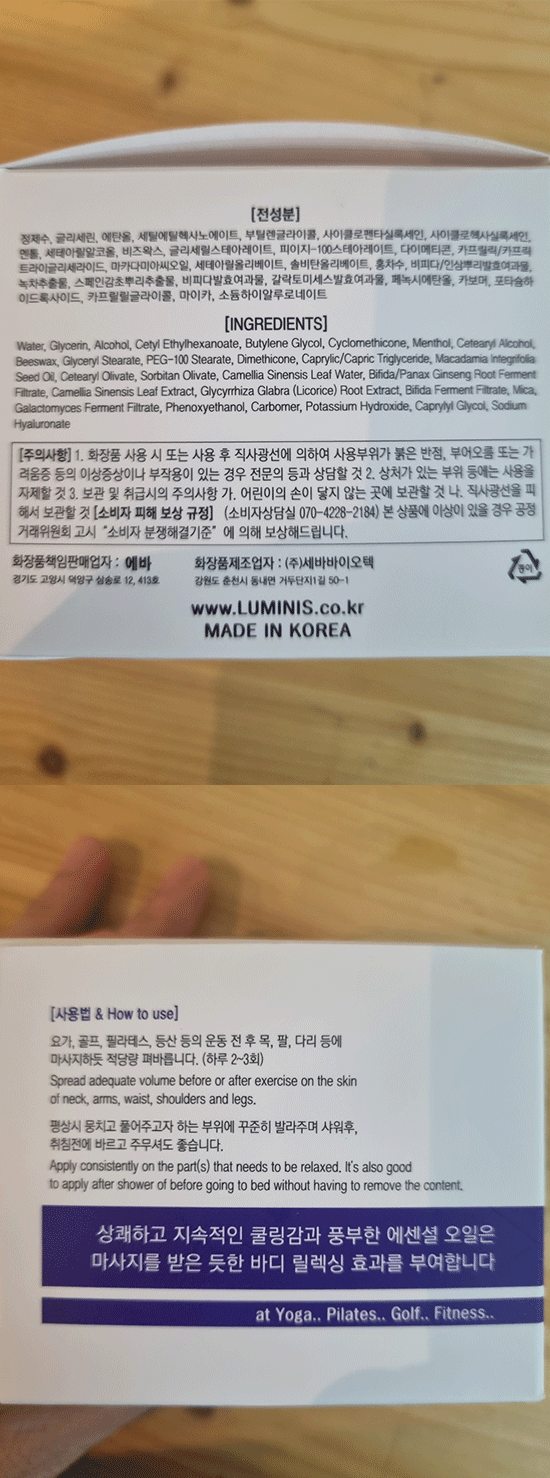 [전성분]
정제수, 글리세린, 에탄올, 세틸에틸헥사노에이트, 부틸렌글라이콜, 사이클로펜타실록세인, 사이클로헥사실록세인,
멘톨, 세테아릴알코올, 비즈왁스, 글리세릴스테아레이트, 피이지-100스테아레이트, 다이메티콘, 카프릴릭/카프릭
트라이글리세라이드, 마카다미아씨오일, 세테아릴올리베이트, 솔비탄올리베이트, 홍차수, 비피다/인삼뿌리발효여과물,
녹차추출물, 스페인감초뿌리추출물, 비피다발효여과물, 갈락토미세스발효여과물, 페녹시에탄올, 카보머, 포타슘하
이드록사이드, 카프릴릴글라이콜, 마이카, 소듐하이알루로네이트
[INGREDIENTS]
Water, Glycerin, Alcohol, Cetyl Ethylhexanoate, Butylene Glycol, Cyclomethicone, Menthol, Cetearyl Alcohol,
Beeswax, Glyceryl Stearate, PEG-100 Stearate, Dimethicone, Caprylic/Capric Triglyceride, Macadamia Integrifolia
Seed Oil, Cetearyl Olivate, Sorbitan Olivate, Camellia Sinensis Leaf Water, Bifida/Panax Ginseng Root Ferment
Filtrate, Camellia Sinensis Leaf Extract, Glycyrrhiza Glabra (Licorice) Root Extract, Bifida Ferment Filtrate, Mica,
Galactomyces Ferment Filtrate, Phenoxyethanol, Carbomer, Potassium Hydroxide, Caprylyl Glycol, Sodium
Hyaluronate
[주의사항] 1. 화장품 사용 시 또는 사용 후 직사광선에 의하여 사용부위가 붉은 반점, 부어오름 또는 가
려움증 등의 이상증상이나 부작용이 있는 경우 전문의 등과 상담할 것 2. 상처가 있는 부위 등에는 사용을
자제할 것 3. 보관 및 취급시의 주의사항 가. 어린이의 손이 닿지 않는 곳에 보관할 것 나. 직사광선을 피
해서 보관할 것 [소비자 피해 보상 규정] (소비자상담실 070-4228-2184) 본 상품에 이상이 있을 경우 공정
거래위원회 고시 "소비자 분쟁해결기준" 에 의해 보상해드립니다.
화장품책임판매업자 : 에바 화장품제조업자 : (주)세바바이오텍
경기도 고양시 덕양구 삼송로 12, 413호 강원도 춘천시 동내면 거두단지1길 50-1
종이
www.LUMINIS.co.kr
MADE IN KOREA
[사용법 & How to use]
요가, 골프, 필라테스, 등산 등의 운동 전 후 목, 팔, 다리 등에
마사지하듯 적당량 펴바릅니다. (하루 2~3회)
Spread adequate volume before or after exercise on the skin
of neck, arms, waist, shoulders and legs.
평상시 뭉치고 풀어주고자 하는 부위에 꾸준히 발라주며 샤워후,
취침전에 바르고 주무셔도 좋습니다.
Apply consistently on the part(s) that needs to be relaxed. It's also good
to apply after shower of before going to bed without having to remove the content.
상쾌하고 지속적인 쿨링감과 풍부한 에센셜 오일은
마사지를 받은 듯한 바디 릴렉싱 효과를 부여합니다
at Yoga.. Pilates.. Golf.. Fitness..